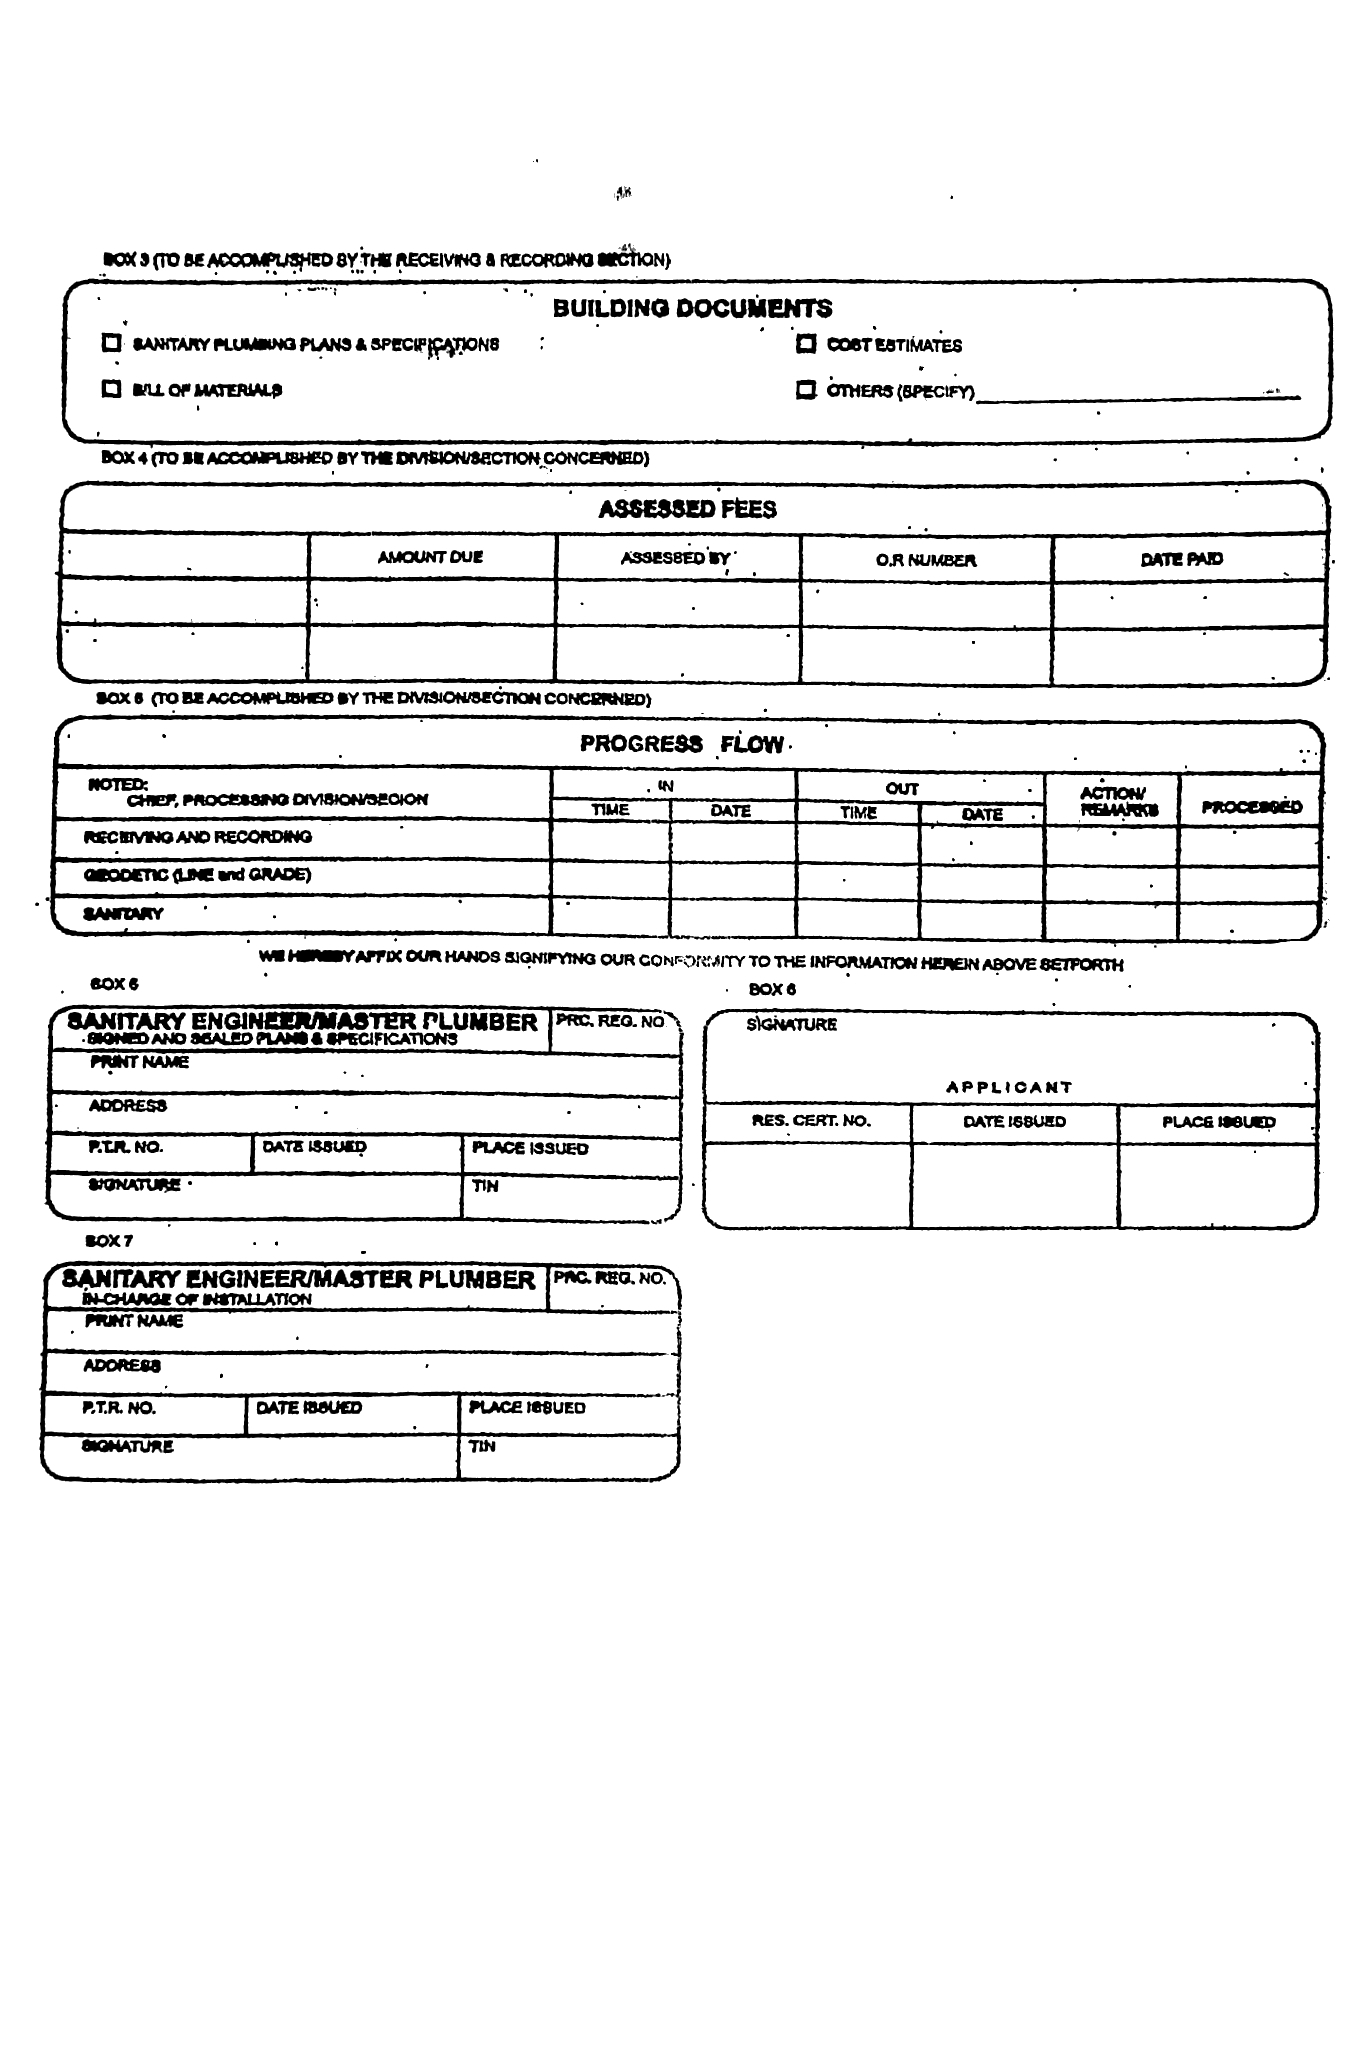 BOX 3 (TO BE ACCOMPLISHED BY THE RECEIVING & RECORDING SECTION)
BUILDING DOCUMENTS
SANITARY PLUMBING PLANS & SPECIFICATIONS
COST ESTIMATES
BILL OF MATERIALS
OTHERS (SPECIFY)
BOX 4 (TO BE ACCOMPLISHED BY THE DIVISION/SECTION CONCERNED)
ASSESSED FEES
AMOUNT DUE ASSESSED BY O.R NUMBER DATE PAID
BOX 5 (TO BE ACCOMPLISHED BY THE DIVISION/SECTION CONCERNED)
PROGRESS FLOW
NOTED:
CHIEF, PROCESSING DIVISION/SECION
IN OUT ACTION/ REMARKS PROCESSED
TIME DATE TIME DATE
RECEIVING AND RECORDING
GEODETIC (LINE and GRADE)
SANITARY
WE HEREBY AFFIX OUR HANDS SIGNIFYING OUR CONFORMITY TO THE INFORMATION HEREIN ABOVE SETFORTH
BOX 6
SANITARY ENGINEER/MASTER PLUMBER PRC. REG. NO
SIGNED AND SEALED PLANS & SPECIFICATIONS
PRINT NAME
ADDRESS
P.T.R. NO. DATE ISSUED PLACE ISSUED
SIGNATURE TIN
BOX 6
SIGNATURE
APPLICANT
RES. CERT. NO. DATE ISSUED PLACE ISSUED
BOX 7
SANITARY ENGINEER/MASTER PLUMBER PRC. REG. NO.
IN-CHARGE OF INSTALLATION
PRINT NAME
ADDRESS
P.T.R. NO. DATE ISSUED PLACE ISSUED
SIGNATURE TIN